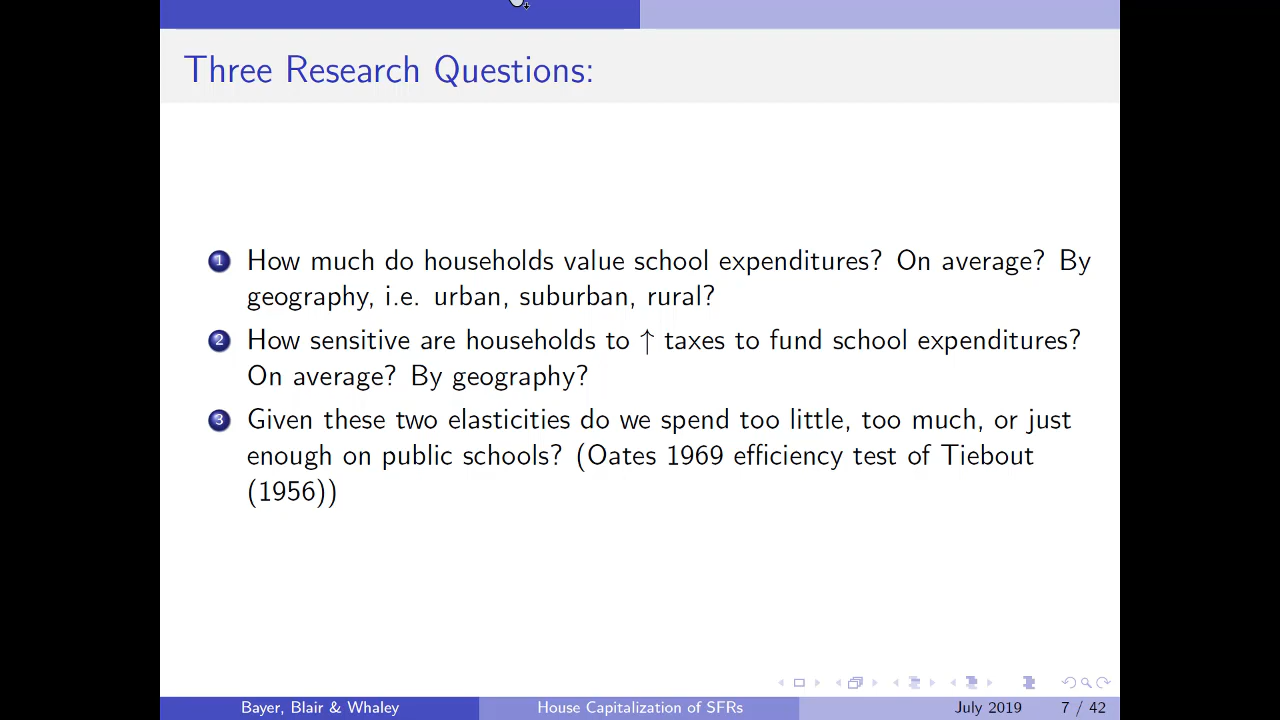 Three Research Questions:
1 How much do households value school expenditures? On average? By
geography, i.e. urban, suburban, rural?
2 How sensitive are households to ↑ taxes to fund school expenditures?
On average? By geography?
3 Given these two elasticities do we spend too little, too much, or just
enough on public schools? (Oates 1969 efficiency test of Tiebout
(1956))
Bayer, Blair & Whaley House Capitalization of SFRs July 2019 7 / 42